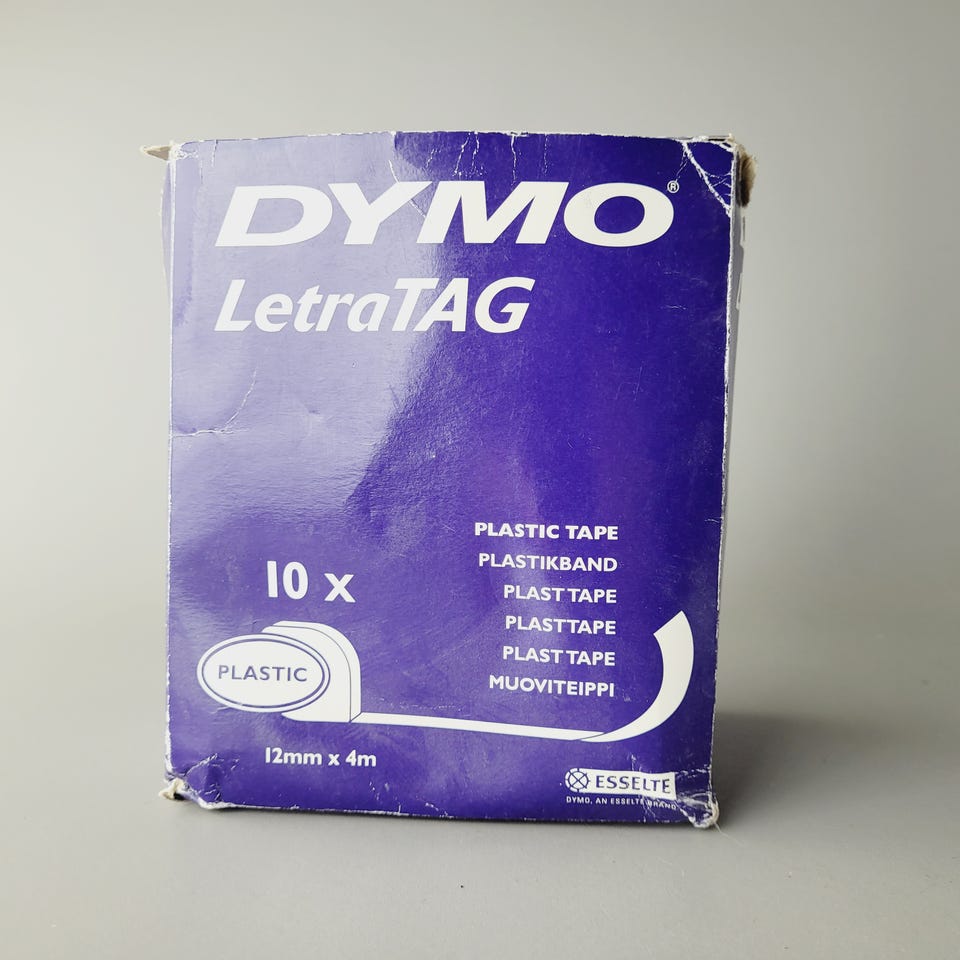 DYMO®
LetraTAG
PLASTIC TAPE
PLASTIKBAND
PLAST TAPE
PLASTTAPE
PLAST TAPE
MUOVITEIPPI
10 x
PLASTIC
12mm x 4m
ESSELTE
DYMO, AN ESSELTE BRAND